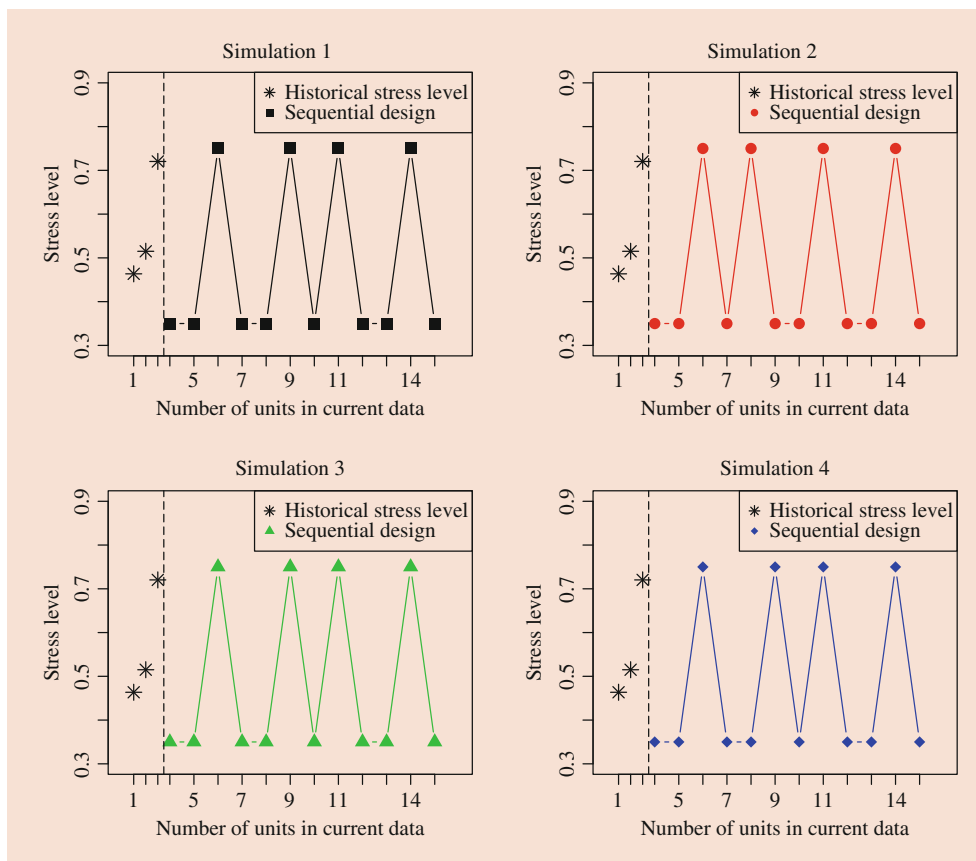 Simulation 1
Simulation 2
0.9
0.7
0.5
0.3
Stress level
Historical stress level
Sequential design
1
5
7
9
11
14
Number of units in current data
0.9
0.7
0.5
0.3
Stress level
Historical stress level
Sequential design
1
5
7
9
11
14
Number of units in current data
Simulation 3
Simulation 4
0.9
0.7
0.5
0.3
Stress level
Historical stress level
Sequential design
1
5
7
9
11
14
Number of units in current data
0.9
0.7
0.5
0.3
Stress level
Historical stress level
Sequential design
1
5
7
9
11
14
Number of units in current data